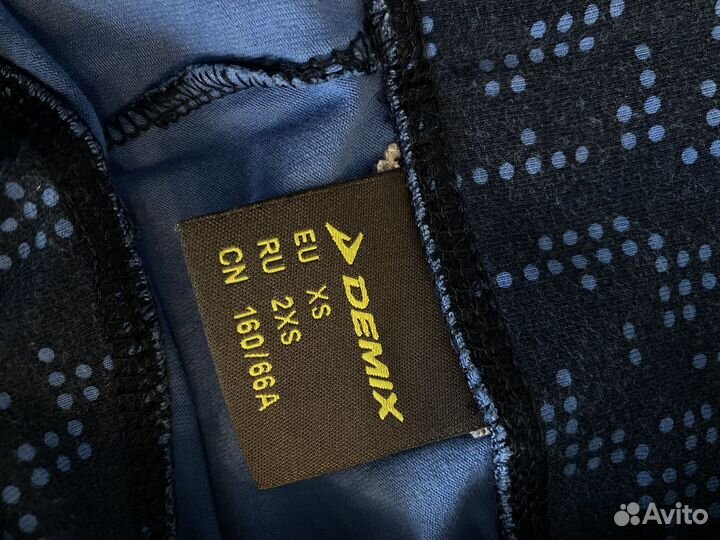 DEMIX
EU XS
RU 2XS
CN 160/66A
Avito